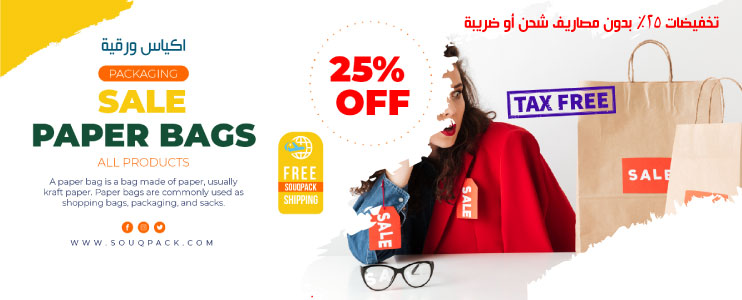 تخفيضات ٢٥٪ بدون مصاريف شحن أو ضريبة
اكياس ورقية
PACKAGING
SALE
PAPER BAGS
ALL PRODUCTS
A paper bag is a bag made of paper, usually
kraft paper. Paper bags are commonly used as
shopping bags, packaging, and sacks.
WWW.SOUQPACK.COM
25%
OFF
FREE
SOUQPACK
SHIPPING
TAX FREE
SALE
SALE
SALE
SALE